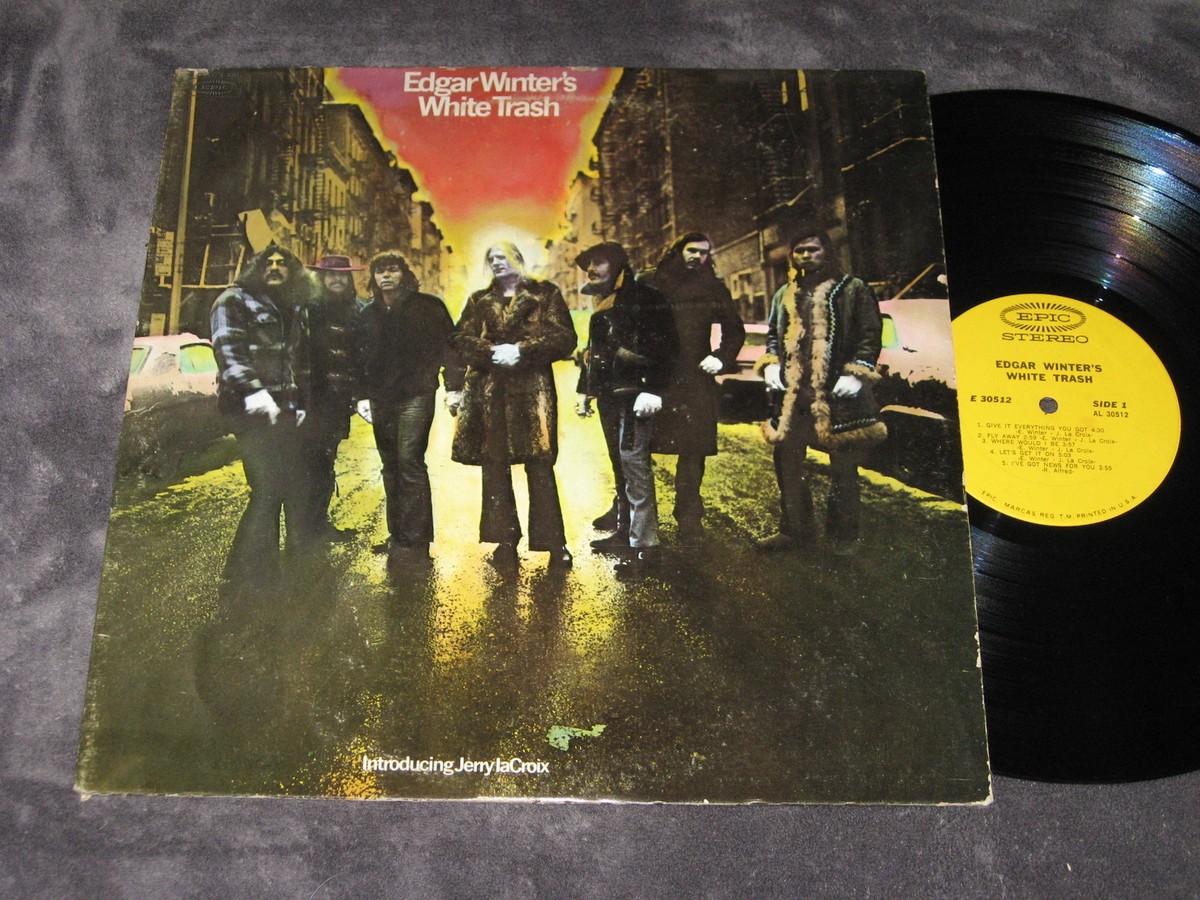 EPIC
Edgar Winter's
White Trash
Introducing Jerry laCroix
EPIC
STEREO
EDGAR WINTER'S
WHITE TRASH
E 30512
SIDE 1
AL 30512
1. GIVE IT EVERYTHING YOU GOT 4:30
-E. Winter - J. La Croix-
2. FLY AWAY 2:59 -E. Winter - J. La Croix-
3. WHERE WOULD I BE 3:57
-E. Winter - J. La Croix-
4. LET'S GET IT ON 5:03
-E. Winter - J. La Croix-
5. I'VE GOT NEWS FOR YOU 3:55
-R. Alfred-
EPIC, MARCAS REG. T.M. PRINTED IN U.S.A.